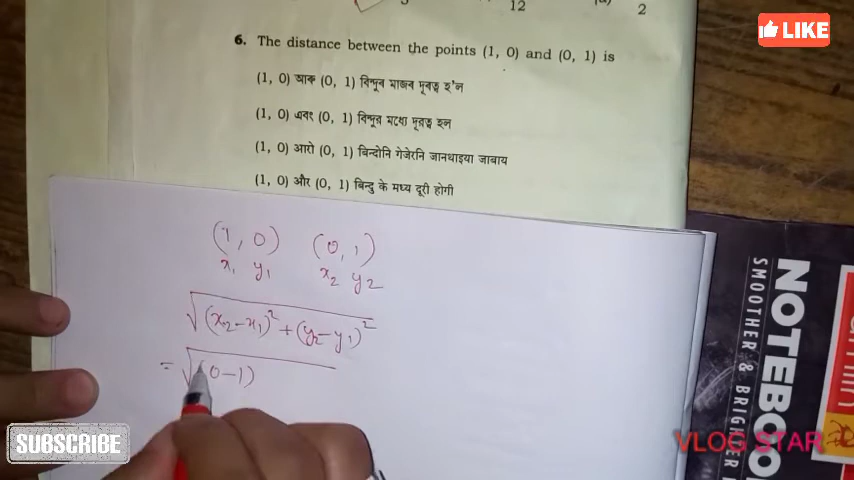 12
2
LIKE
6. The distance between the points (1, 0) and (0, 1) is
(1, 0) আৰু (0, 1) বিন্দুৰ মাজৰ দূৰত্ব হ'ল
(1, 0) এবং (0, 1) বিন্দুর মধ্যে দূরত্ব হল
(1, 0) आरो (0, 1) बिन्दोनि गेजेरनि जानथाइया जाबाय
(1, 0) और (0, 1) बिन्दु के मध्य दूरी होगी
(1, 0) (0, 1)
x₁ y₁ x₂ y₂
√(x₂-x₁)² + (y₂-y₁)²
= √(0-1)
NOTEBOO
SMOOTHER & BRIGHTER
SUBSCRIBE
VLOG STAR